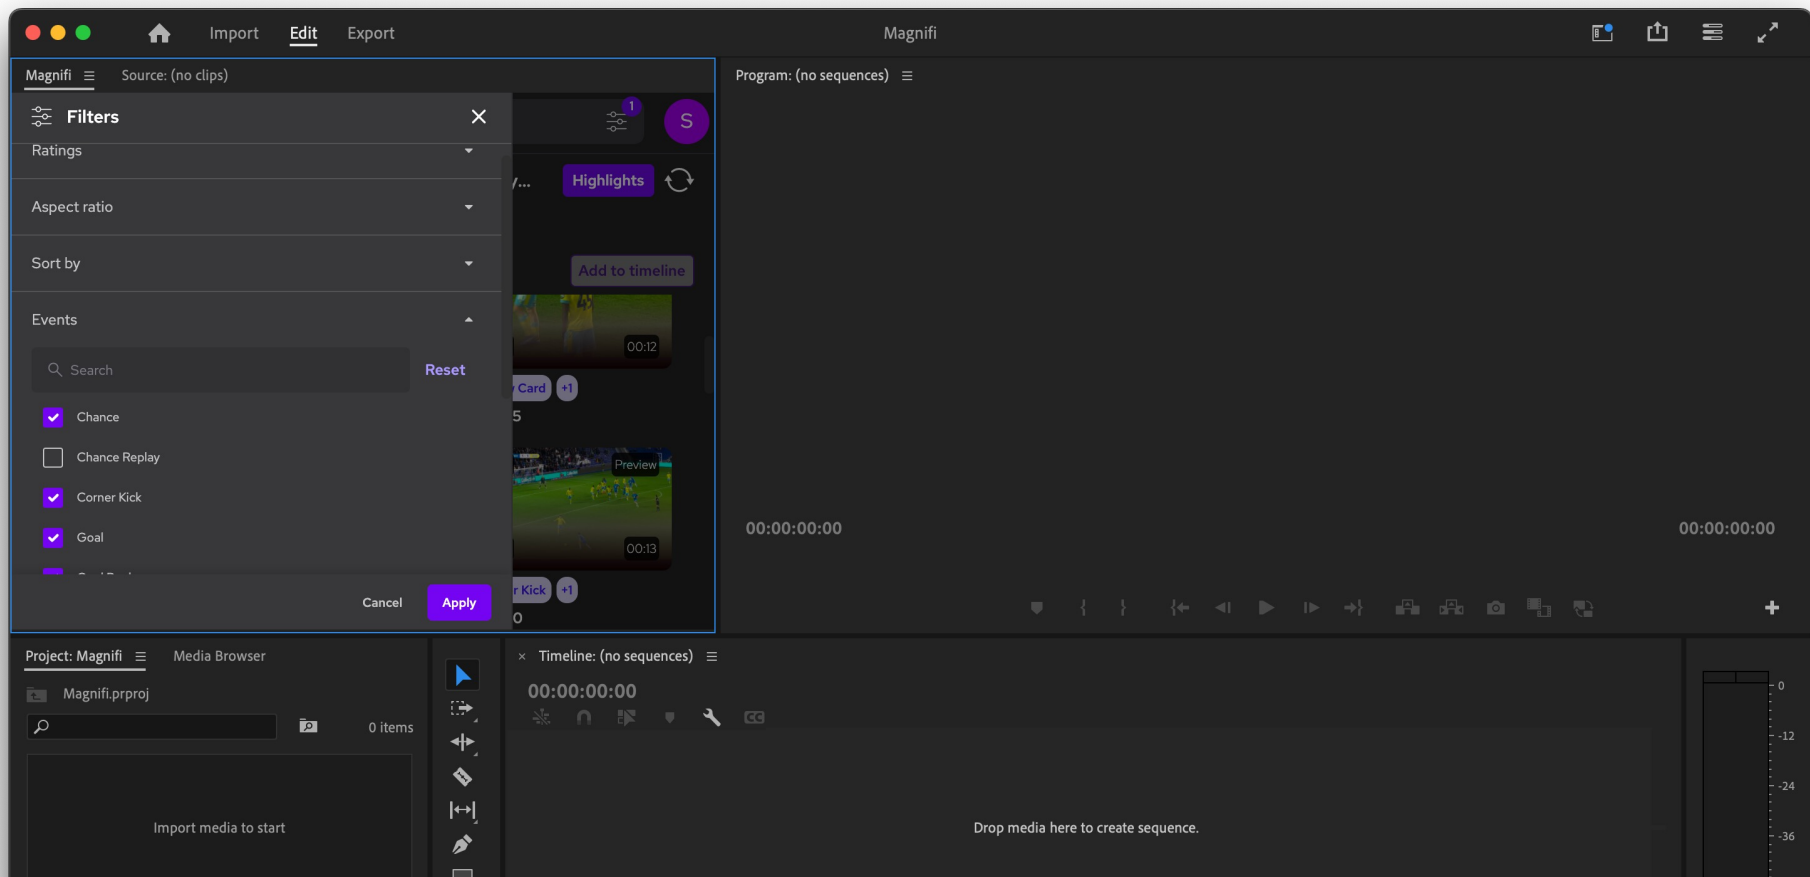 Import Edit Export
Magnifi
Magnifi
Source: (no clips)
Filters
Ratings
Aspect ratio
Sort by
Events
Search
Reset
Chance
Chance Replay
Corner Kick
Goal
Cancel
Apply
1
S
y...
Highlights
Add to timeline
00:12
Card +1
5
Preview
00:13
r Kick +1
0
Program: (no sequences)
00:00:00:00
00:00:00:00
Project: Magnifi
Media Browser
Magnifi.prproj
0 items
Import media to start
× Timeline: (no sequences)
00:00:00:00
CC
Drop media here to create sequence.
0
-12
-24
-36